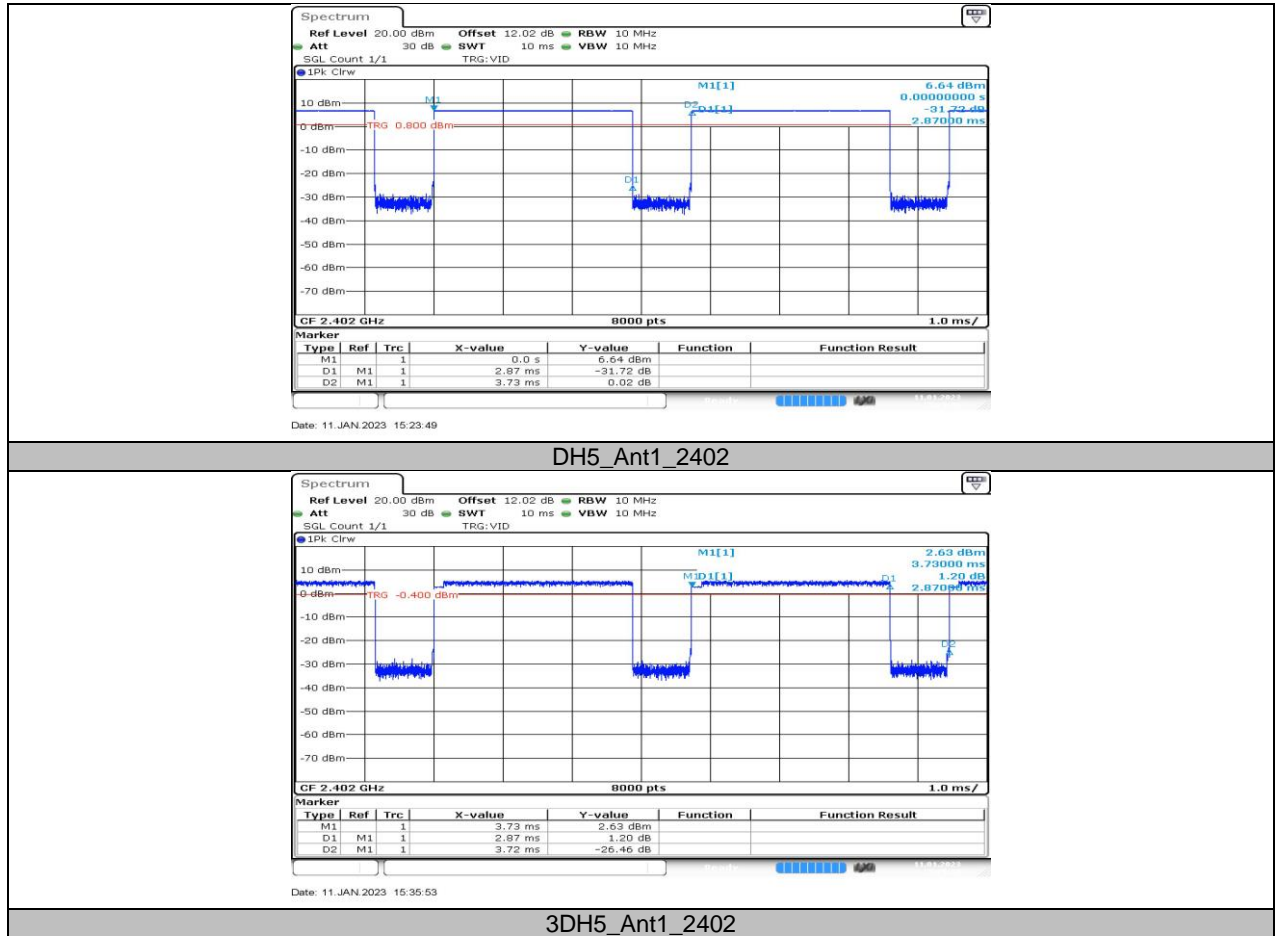 Spectrum
Ref Level 20.00 dBm Offset 12.02 dB RBW 10 MHz
Att 30 dB SWT 10 ms VBW 10 MHz
SGL Count 1/1 TRG:VID
1Pk Clrw
M1[1] 6.64 dBm
0.00000000 s
10 dBm
M1
D2
D1[1] -31.72 dB
2.87000 ms
0 dBm
TRG 0.800 dBm
-10 dBm
-20 dBm
D1
-30 dBm
-40 dBm
-50 dBm
-60 dBm
-70 dBm
CF 2.402 GHz 8000 pts 1.0 ms/
Marker
Type Ref Trc X-value Y-value Function Function Result
M1 1 0.0 s 6.64 dBm
D1 M1 1 2.87 ms -31.72 dB
D2 M1 1 3.73 ms 0.02 dB
Date: 11.JAN.2023 15:23:49
DH5_Ant1_2402
Spectrum
Ref Level 20.00 dBm Offset 12.02 dB RBW 10 MHz
Att 30 dB SWT 10 ms VBW 10 MHz
SGL Count 1/1 TRG:VID
1Pk Clrw
M1[1] 2.63 dBm
3.73000 ms
10 dBm
M1
D1[1] 1.20 dB
D1
2.87000 ms
0 dBm
TRG -0.400 dBm
-10 dBm
-20 dBm
D2
-30 dBm
-40 dBm
-50 dBm
-60 dBm
-70 dBm
CF 2.402 GHz 8000 pts 1.0 ms/
Marker
Type Ref Trc X-value Y-value Function Function Result
M1 1 3.73 ms 2.63 dBm
D1 M1 1 2.87 ms 1.20 dB
D2 M1 1 3.72 ms -26.46 dB
Date: 11.JAN.2023 15:35:53
3DH5_Ant1_2402